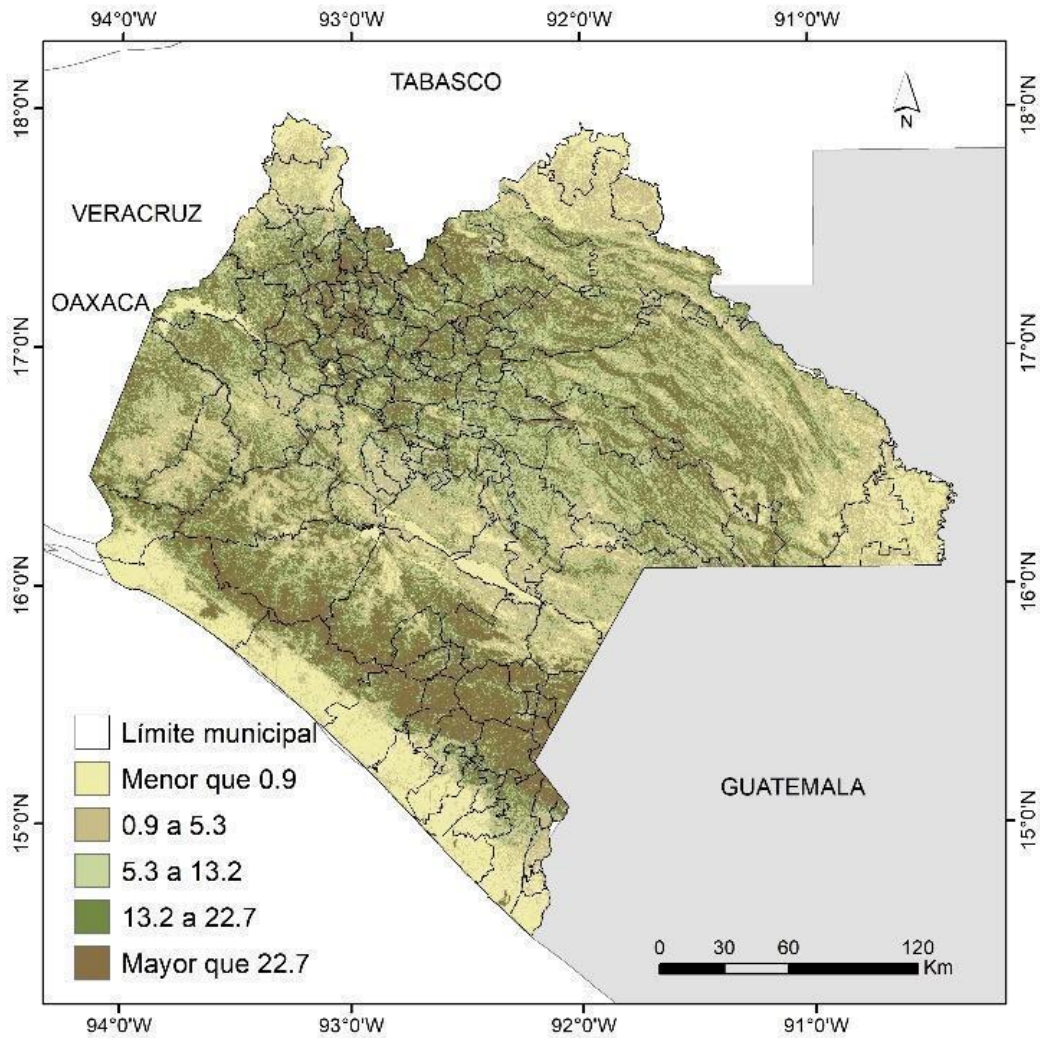 94°0'W 93°0'W 92°0'W 91°0'W
TABASCO
18°0'N
18°0'N
N
VERACRUZ
OAXACA
17°0'N
17°0'N
16°0'N
16°0'N
Límite municipal
Menor que 0.9
0.9 a 5.3
5.3 a 13.2
13.2 a 22.7
Mayor que 22.7
GUATEMALA
15°0'N
15°0'N
0 30 60 120
Km
94°0'W 93°0'W 92°0'W 91°0'W